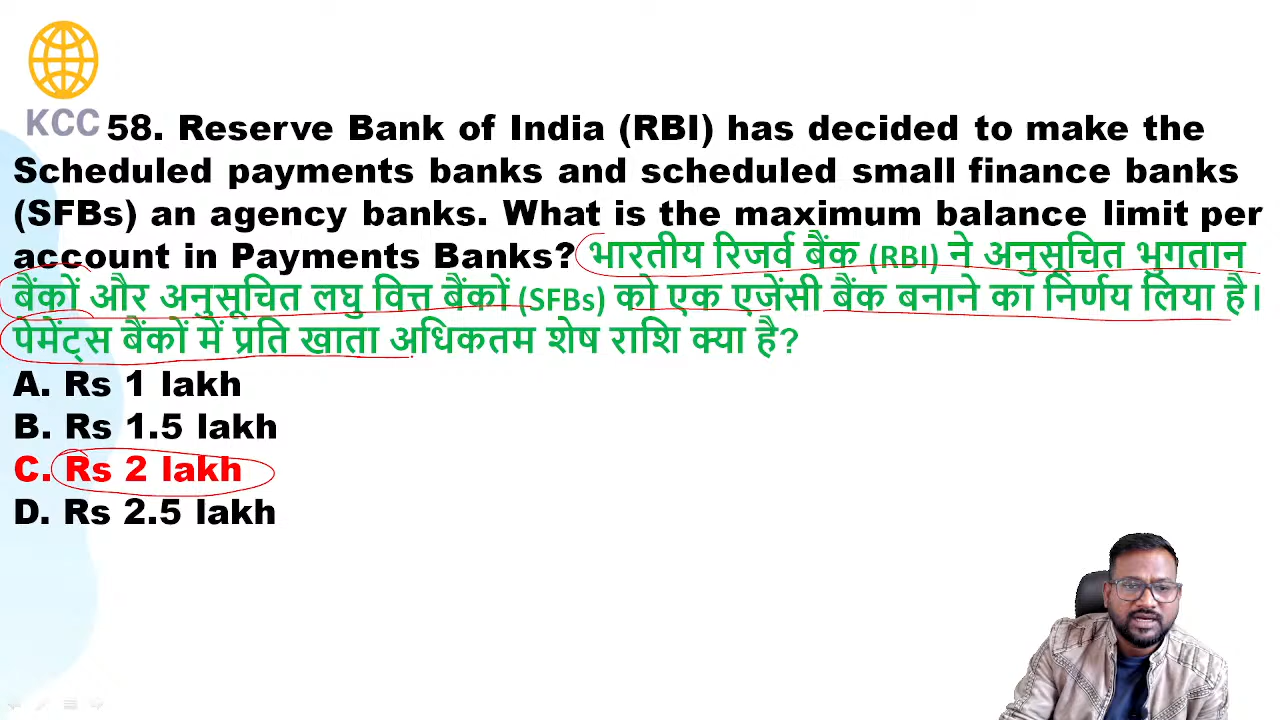 KCC
58. Reserve Bank of India (RBI) has decided to make the
Scheduled payments banks and scheduled small finance banks
(SFBs) an agency banks. What is the maximum balance limit per
account in Payments Banks? भारतीय रिजर्व बैंक (RBI) ने अनुसूचित भुगतान
बैंकों और अनुसूचित लघु वित्त बैंकों (SFBs) को एक एजेंसी बैंक बनाने का निर्णय लिया है।
पेमेंट्स बैंकों में प्रति खाता अधिकतम शेष राशि क्या है?
A. Rs 1 lakh
B. Rs 1.5 lakh
C. Rs 2 lakh
D. Rs 2.5 lakh